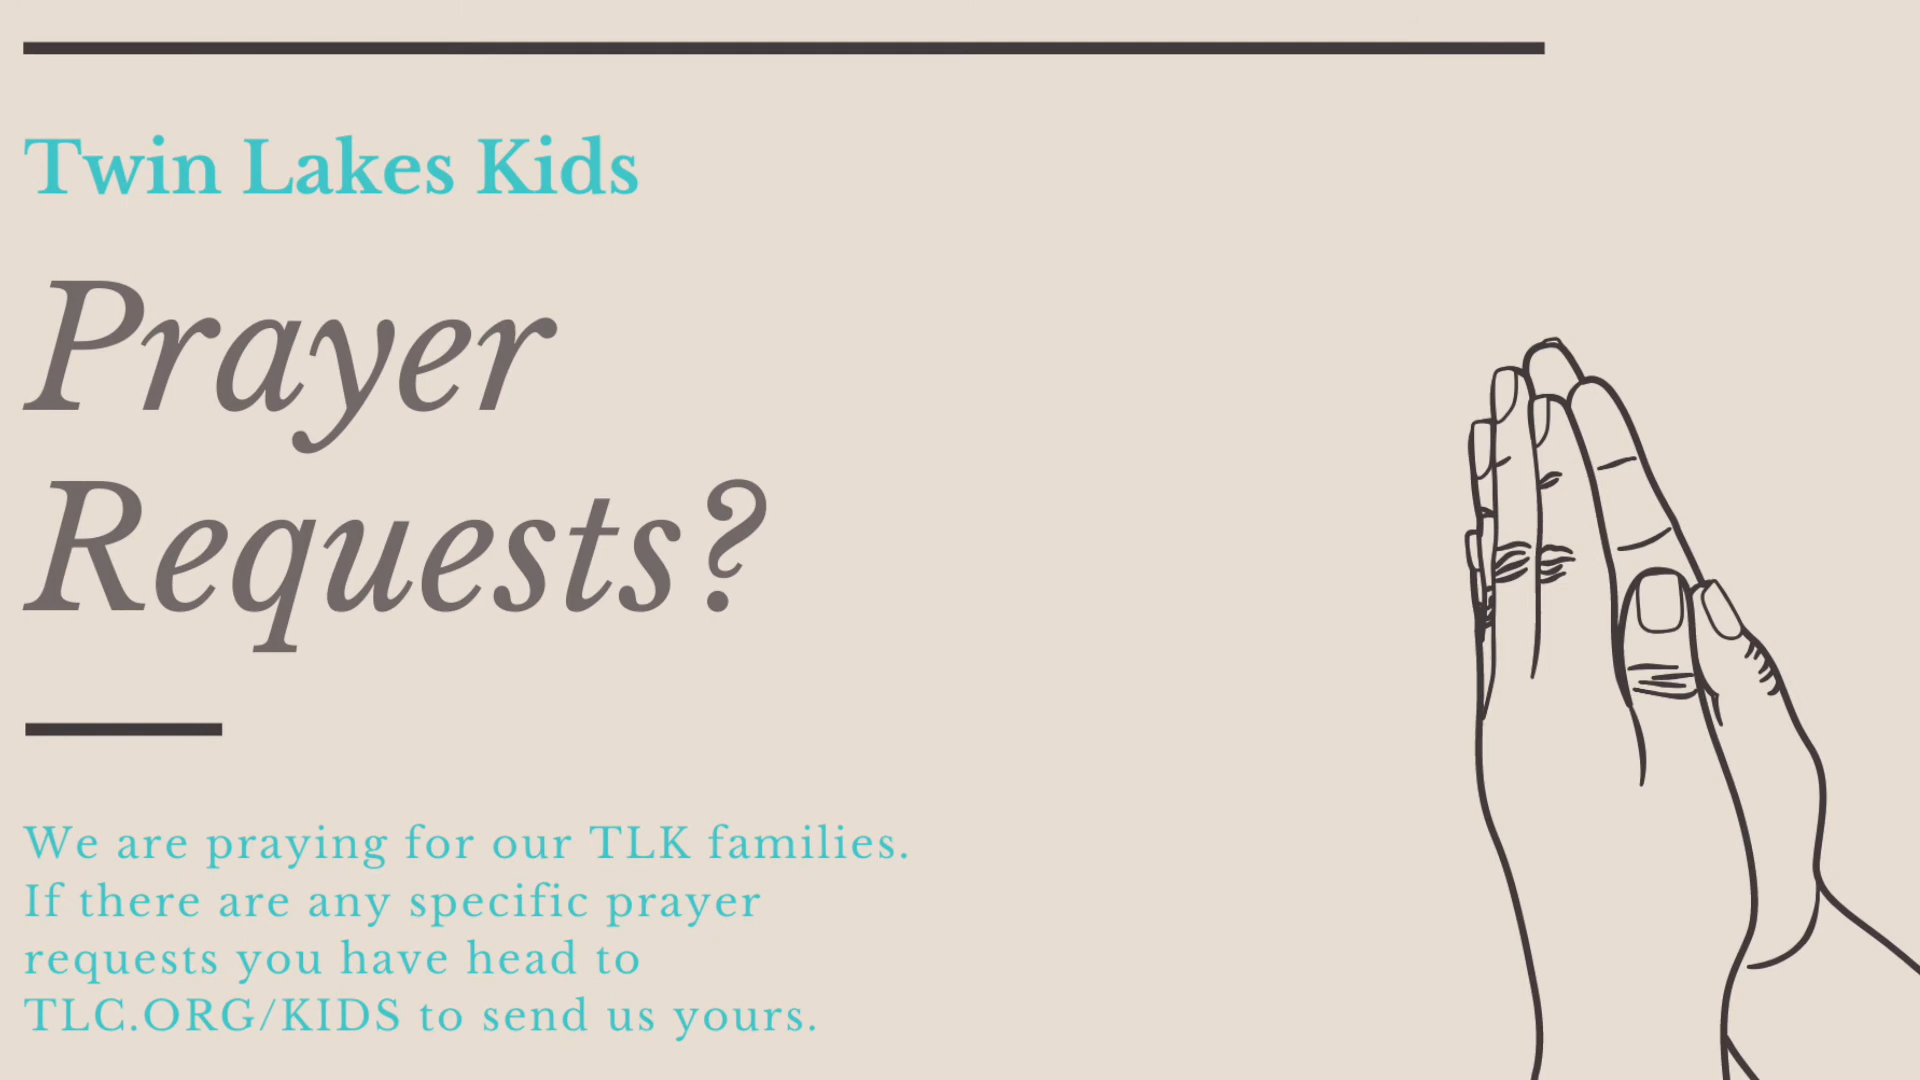 Twin Lakes Kids
Prayer
Requests?
We are praying for our TLK families.
If there are any specific prayer
requests you have head to
TLC.ORG/KIDS to send us yours.